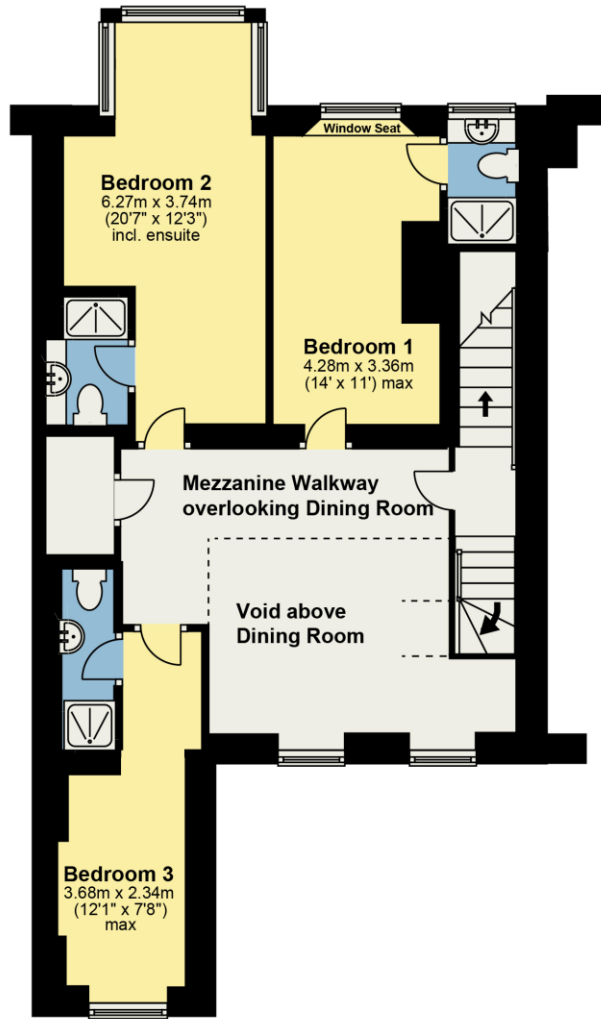 Window Seat
Bedroom 2
6.27m x 3.74m
(20'7" x 12'3")
incl. ensuite
Bedroom 1
4.28m x 3.36m
(14' x 11') max
Mezzanine Walkway
overlooking Dining Room
Void above
Dining Room
Bedroom 3
3.68m x 2.34m
(12'1" x 7'8")
max